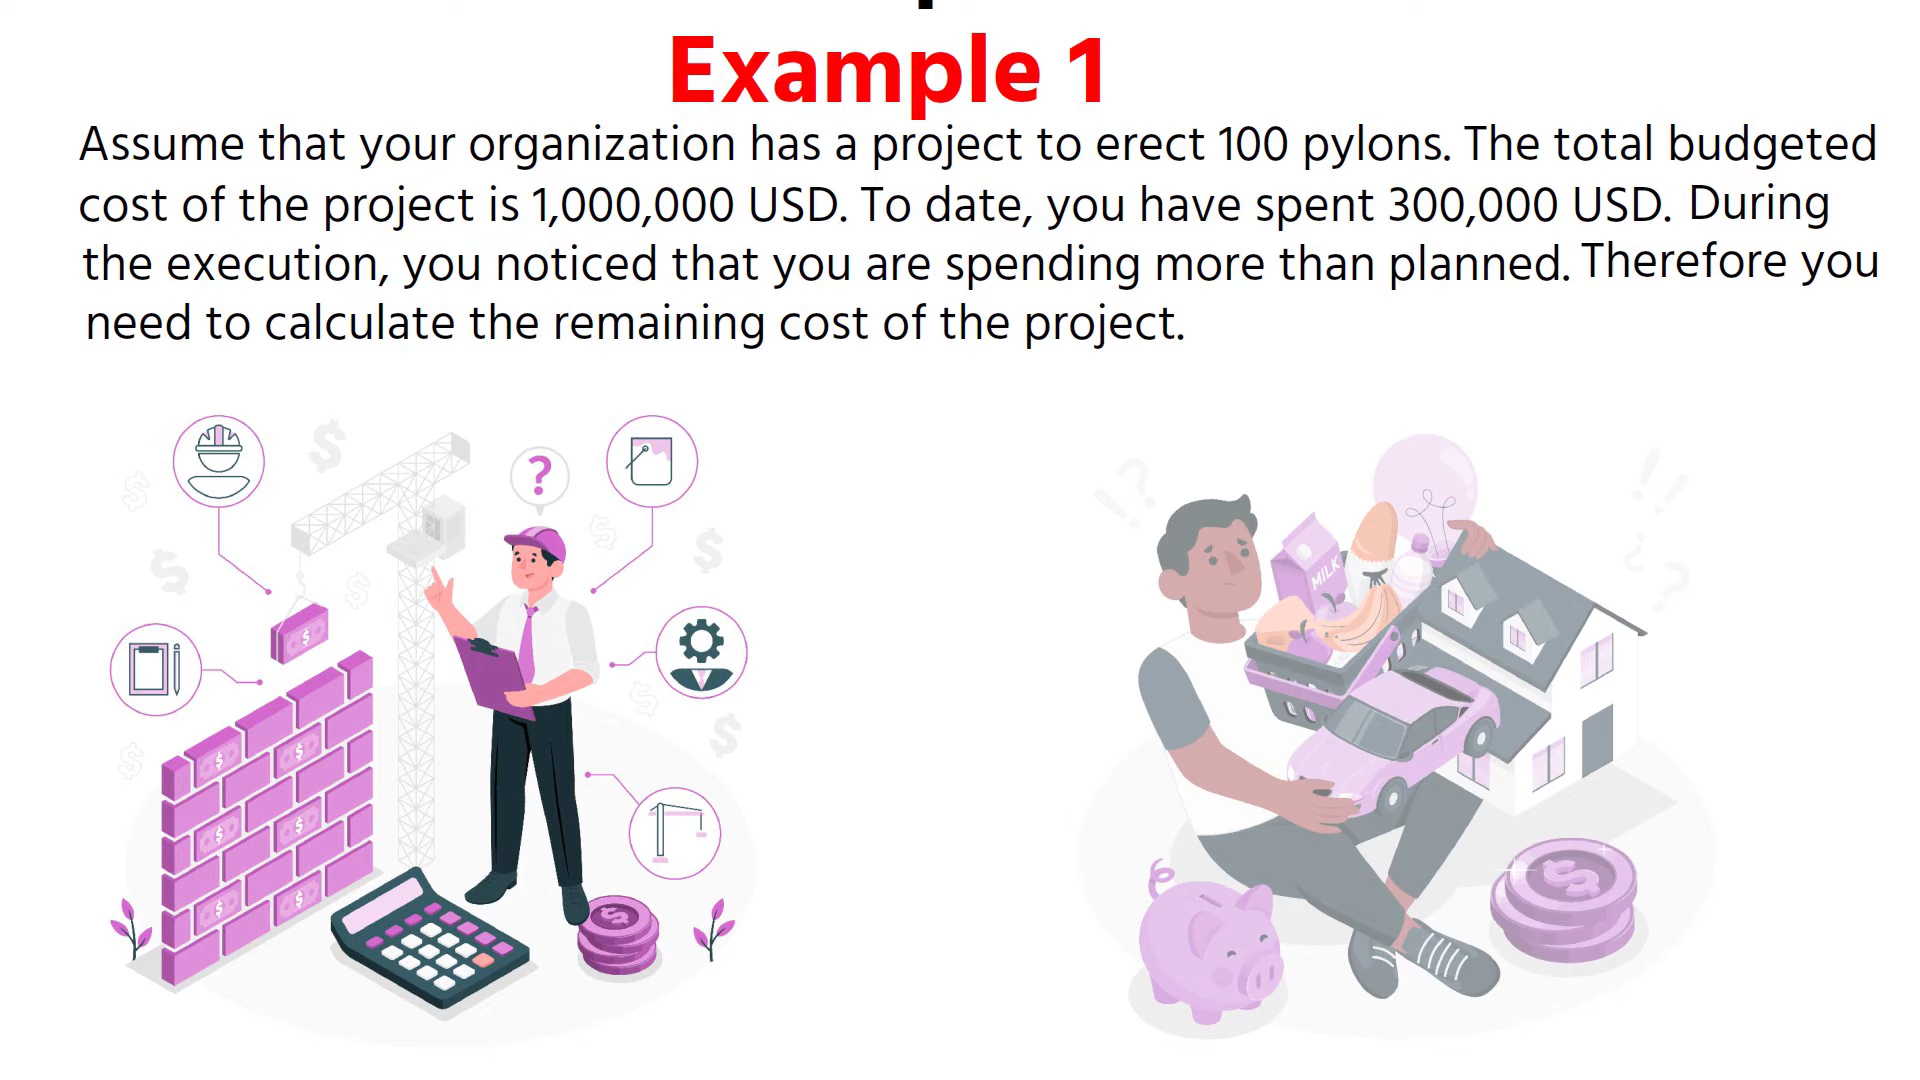 Example 1
Assume that your organization has a project to erect 100 pylons. The total budgeted
cost of the project is 1,000,000 USD. To date, you have spent 300,000 USD. During
the execution, you noticed that you are spending more than planned. Therefore you
need to calculate the remaining cost of the project.
?
MILK